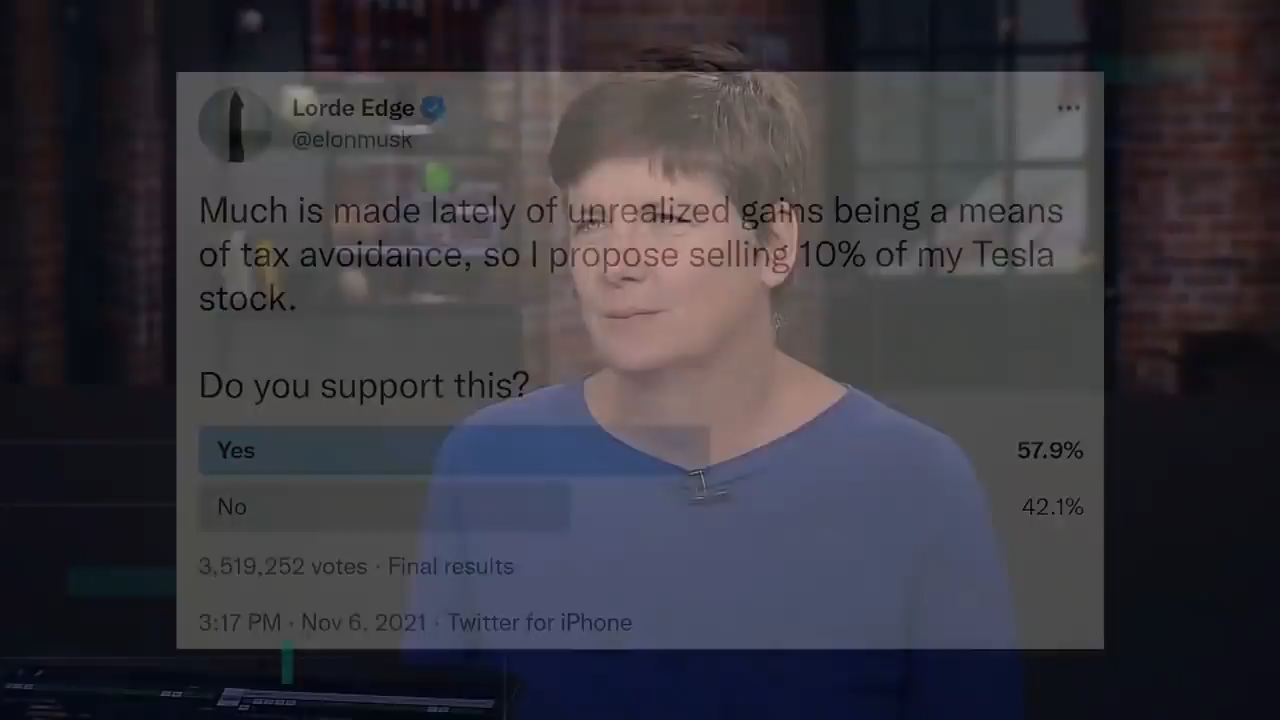 Lorde Edge
@elonmusk
Much is made lately of unrealized gains being a means
of tax avoidance, so I propose selling 10% of my Tesla
stock.
Do you support this?
Yes 57.9%
No 42.1%
3,519,252 votes · Final results
3:17 PM · Nov 6, 2021 · Twitter for iPhone